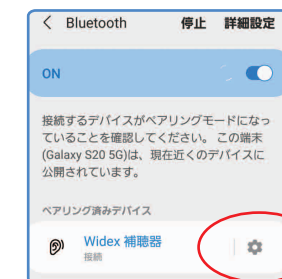 Bluetooth 停止 詳細設定
ON
接続するデバイスがペアリングモードになっ
ていることを確認してください。 この端末
(Galaxy S20 5G)は、現在近くのデバイスに
公開されています。
ペアリング済みデバイス
Widex 補聴器
接続